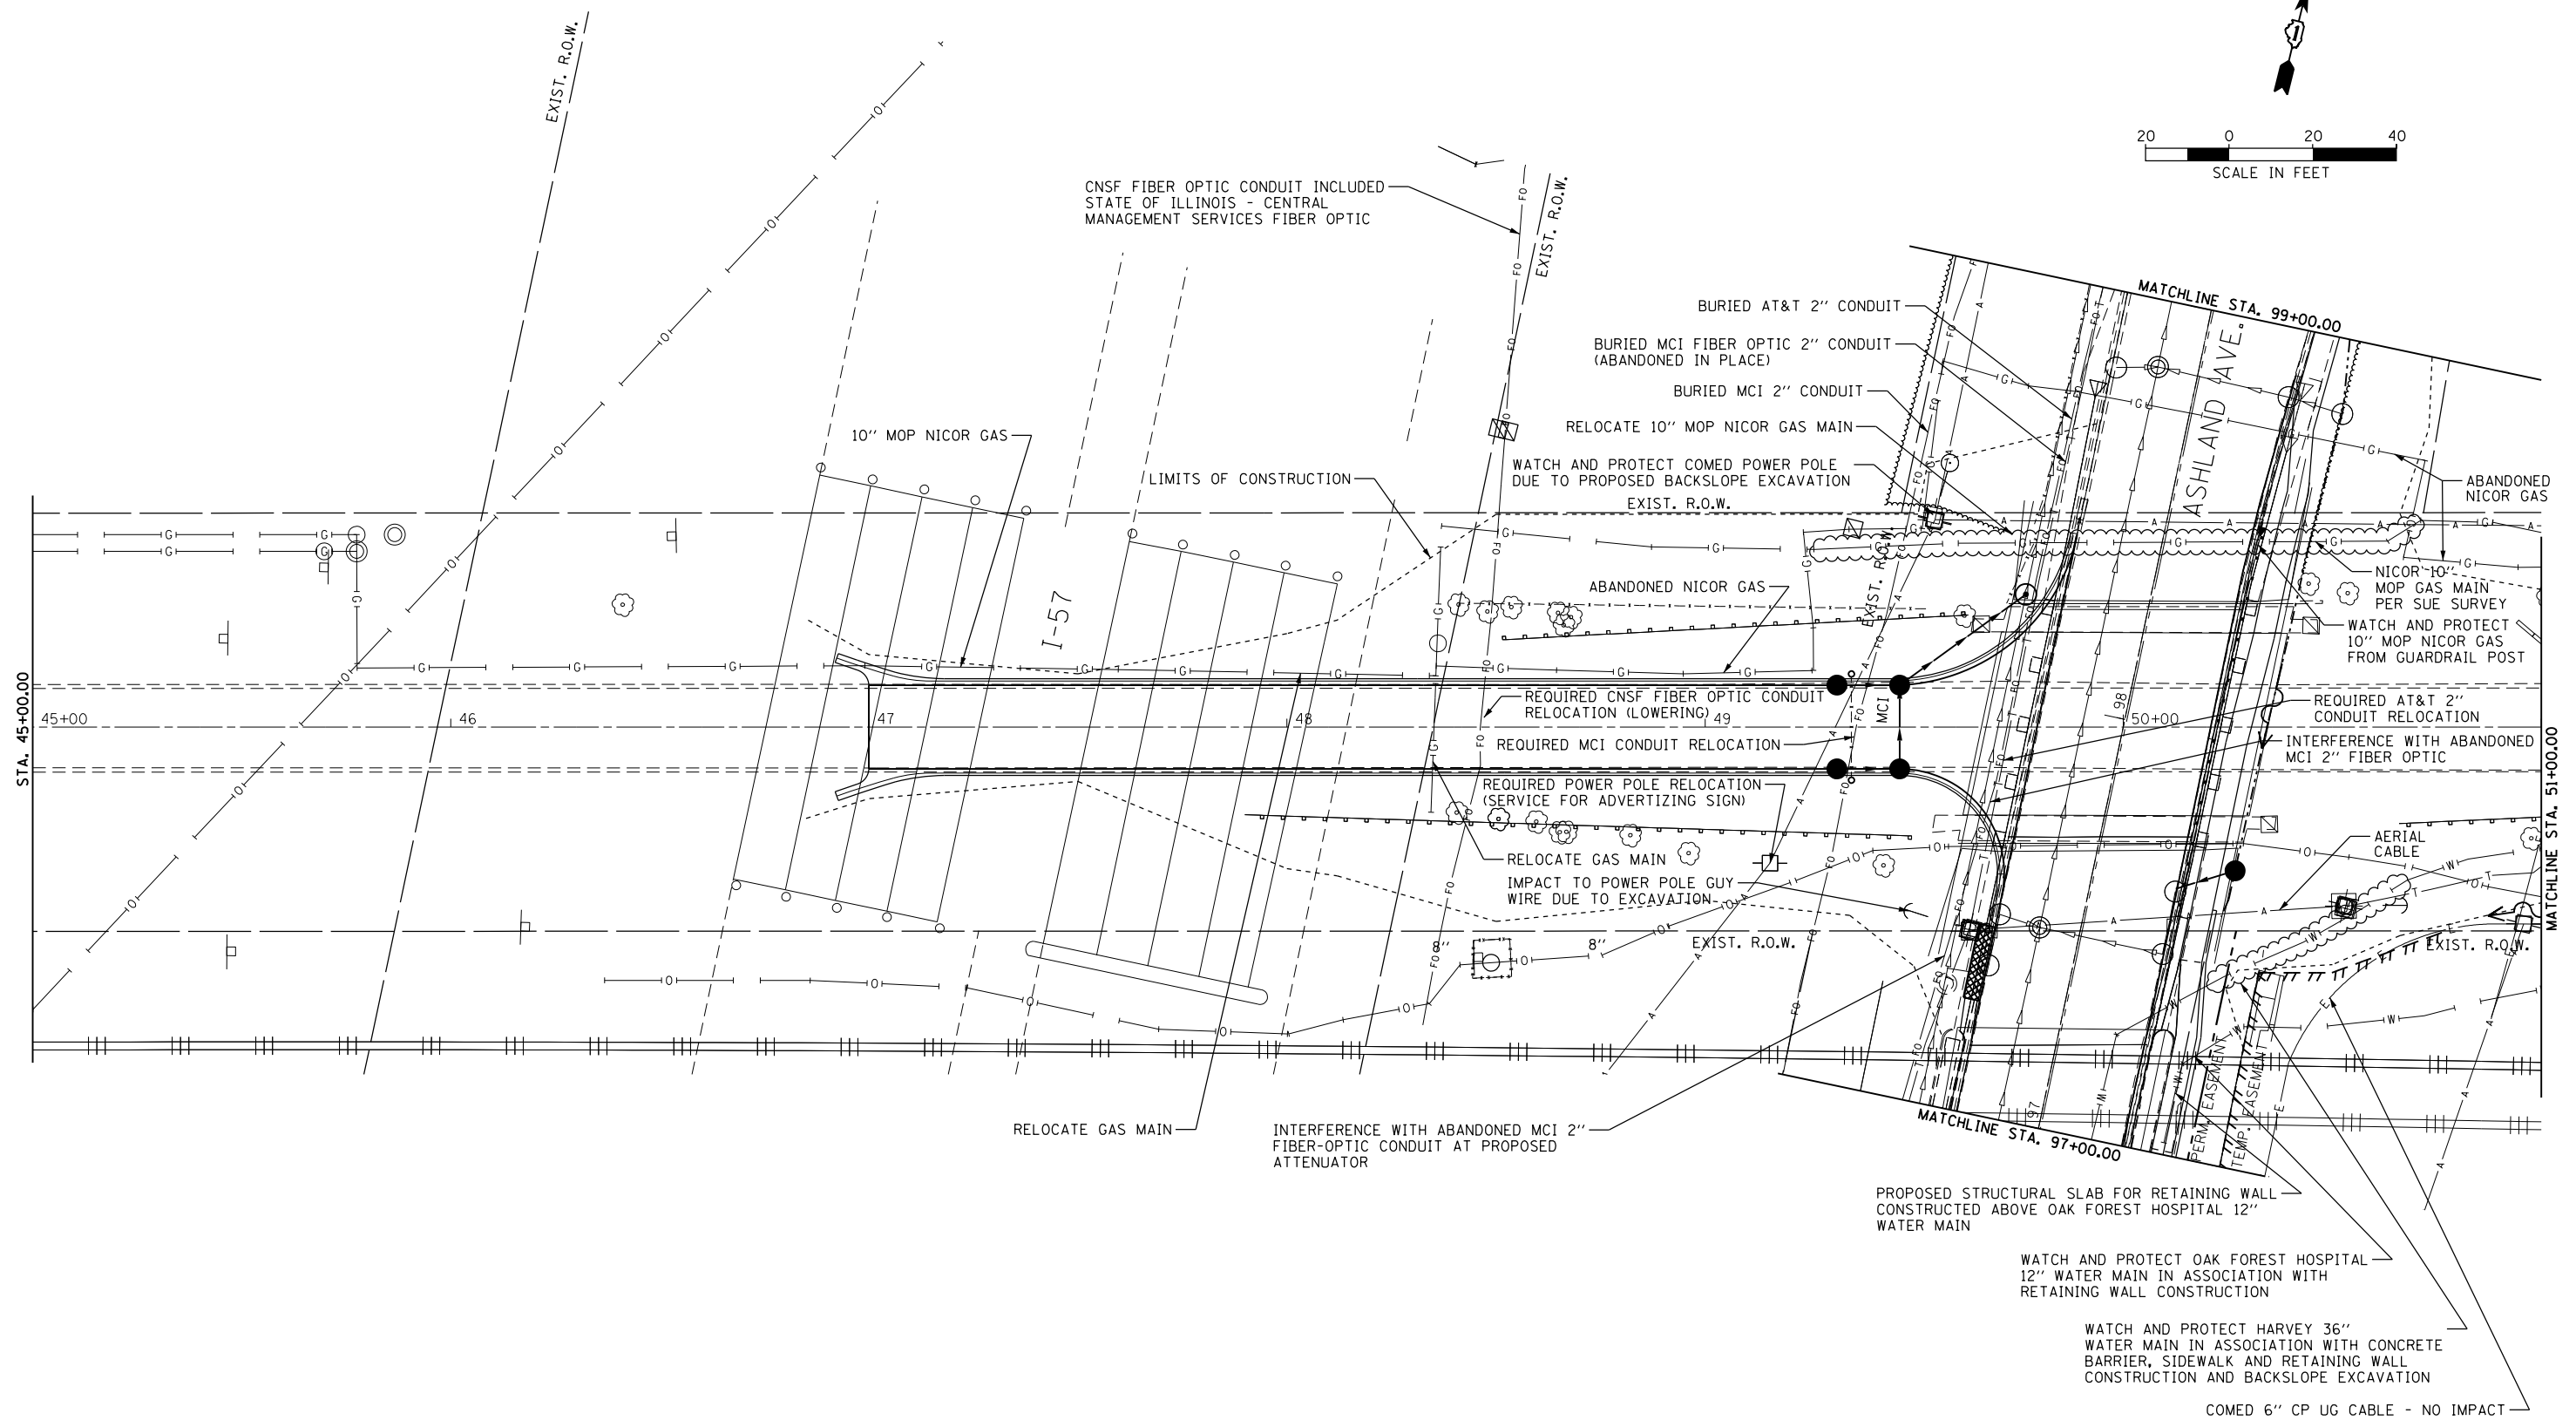 EXIST. R.O.W.
20 0 20 40
SCALE IN FEET
CNSF FIBER OPTIC CONDUIT INCLUDED
STATE OF ILLINOIS - CENTRAL
MANAGEMENT SERVICES FIBER OPTIC
EXIST. R.O.W.
MATCHLINE STA. 99+00.00
BURIED AT&T 2'' CONDUIT
BURIED MCI FIBER OPTIC 2'' CONDUIT
(ABANDONED IN PLACE)
BURIED MCI 2'' CONDUIT
RELOCATE 10'' MOP NICOR GAS MAIN
WATCH AND PROTECT COMED POWER POLE
DUE TO PROPOSED BACKSLOPE EXCAVATION
EXIST. R.O.W.
ASHLAND AVE.
10'' MOP NICOR GAS
LIMITS OF CONSTRUCTION
ABANDONED
NICOR GAS
NICOR 10''
MOP GAS MAIN
PER SUE SURVEY
WATCH AND PROTECT
10'' MOP NICOR GAS
FROM GUARDRAIL POST
I-57
ABANDONED NICOR GAS
EXIST. R.O.W.
STA. 45+00.00
45+00
46
47
48
49
50+00
98
MCI
REQUIRED CNSF FIBER OPTIC CONDUIT
RELOCATION (LOWERING)
REQUIRED MCI CONDUIT RELOCATION
REQUIRED AT&T 2''
CONDUIT RELOCATION
INTERFERENCE WITH ABANDONED
MCI 2'' FIBER OPTIC
MATCHLINE STA. 51+00.00
REQUIRED POWER POLE RELOCATION
(SERVICE FOR ADVERTIZING SIGN)
AERIAL
CABLE
RELOCATE GAS MAIN
IMPACT TO POWER POLE GUY
WIRE DUE TO EXCAVATION
8''
8''
EXIST. R.O.W.
EXIST. R.O.W.
RELOCATE GAS MAIN
INTERFERENCE WITH ABANDONED MCI 2''
FIBER-OPTIC CONDUIT AT PROPOSED
ATTENUATOR
97
MATCHLINE STA. 97+00.00
PERM. EASEMENT
TEMP. EASEMENT
PROPOSED STRUCTURAL SLAB FOR RETAINING WALL
CONSTRUCTED ABOVE OAK FOREST HOSPITAL 12''
WATER MAIN
WATCH AND PROTECT OAK FOREST HOSPITAL
12'' WATER MAIN IN ASSOCIATION WITH
RETAINING WALL CONSTRUCTION
WATCH AND PROTECT HARVEY 36''
WATER MAIN IN ASSOCIATION WITH CONCRETE
BARRIER, SIDEWALK AND RETAINING WALL
CONSTRUCTION AND BACKSLOPE EXCAVATION
COMED 6'' CP UG CABLE - NO IMPACT